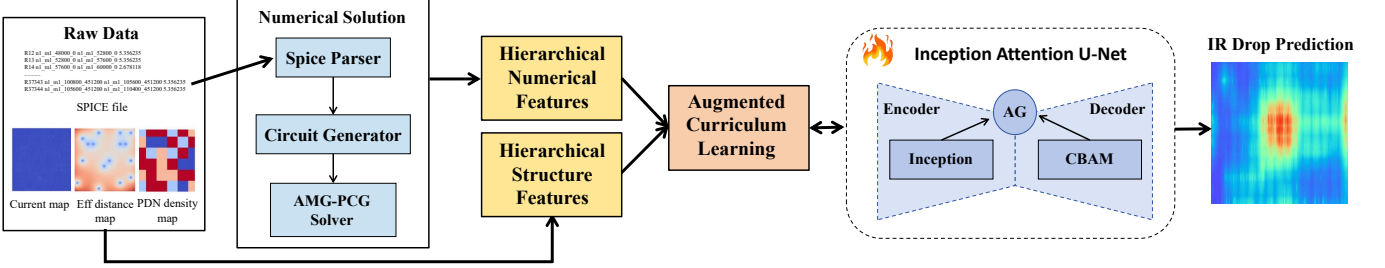 Raw Data
R12 n1_m1_48000_0 n1_m1_52800_0 5.356235
R13 n1_m1_52800_0 n1_m1_57600_0 5.356235
R14 n1_m1_57600_0 n1_m1_60000_0 2.678118
........
R37343 n1_m1_100800_451200 n1_m1_105600_451200 5.356235
R37344 n1_m1_105600_451200 n1_m1_110400_451200 5.356235
SPICE file
Current map
Eff distance
map
PDN density
map
Numerical Solution
Spice Parser
Circuit Generator
AMG-PCG
Solver
Hierarchical
Numerical
Features
Hierarchical
Structure
Features
Augmented
Curriculum
Learning
Inception Attention U-Net
Encoder
AG
Decoder
Inception
CBAM
IR Drop Prediction